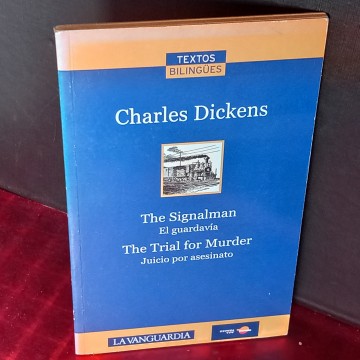 TEXTOS
BILINGÜES
Charles Dickens
The Signalman
El guardavía
The Trial for Murder
Juicio por asesinato
LA VANGUARDIA